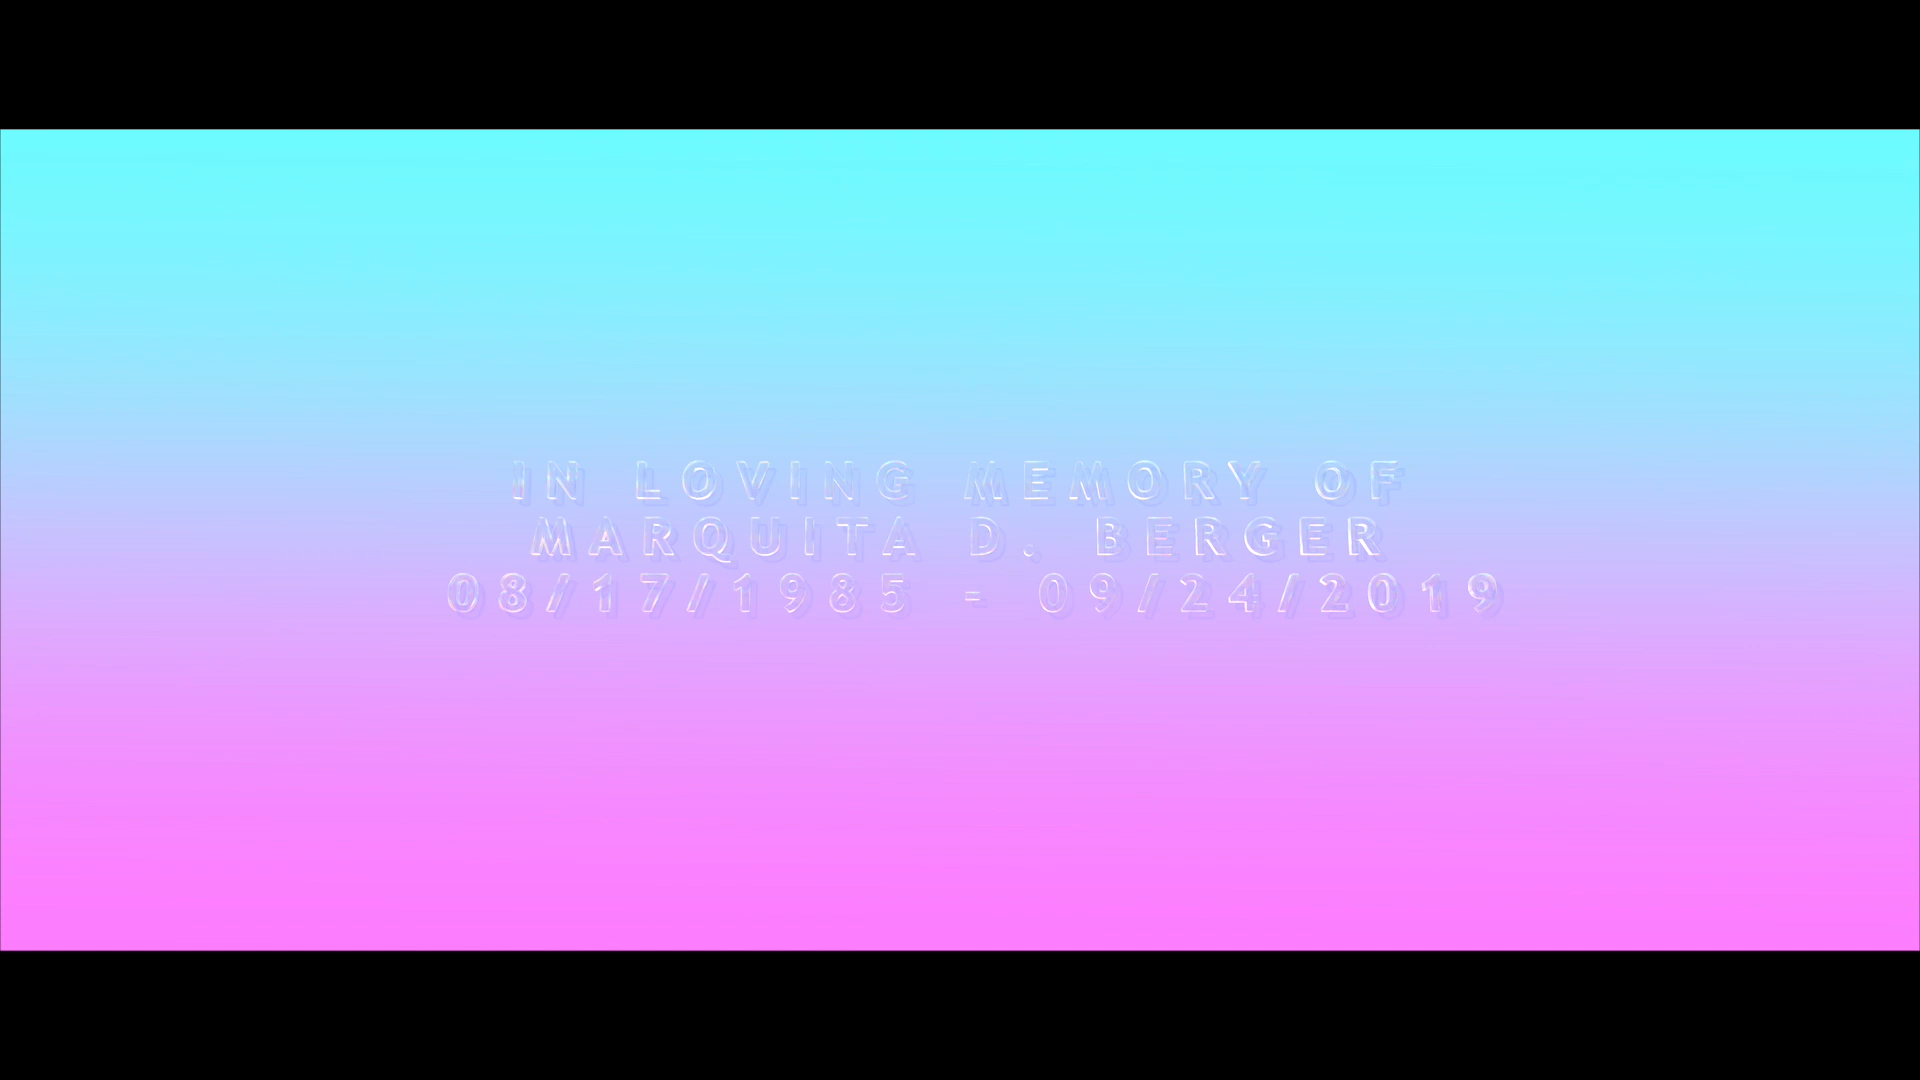 IN LOVING MEMORY OF
MARQUITA D. BERGER
08/17/1985 - 09/24/2019